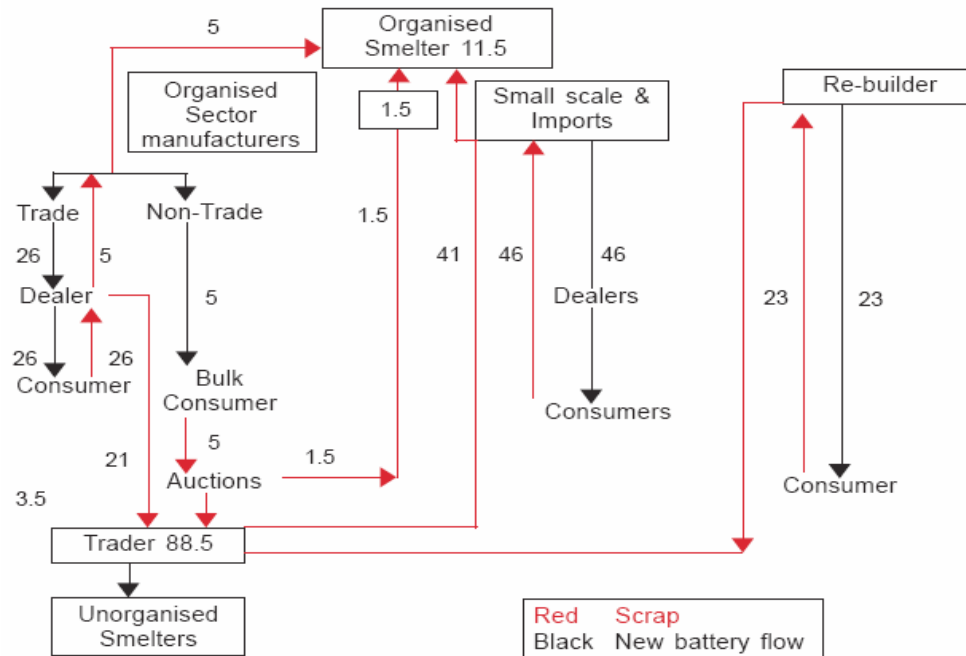 5
Organised
Smelter 11.5
Organised
Sector
manufacturers
1.5
Small scale &
Imports
Re-builder
Trade
Non-Trade
1.5
26
5
41
46
46
Dealer
5
Dealers
23
23
26
26
Consumer
Bulk
Consumer
Consumers
5
21
1.5
Auctions
Consumer
3.5
Trader 88.5
Unorganised
Smelters
Red Scrap
Black New battery flow